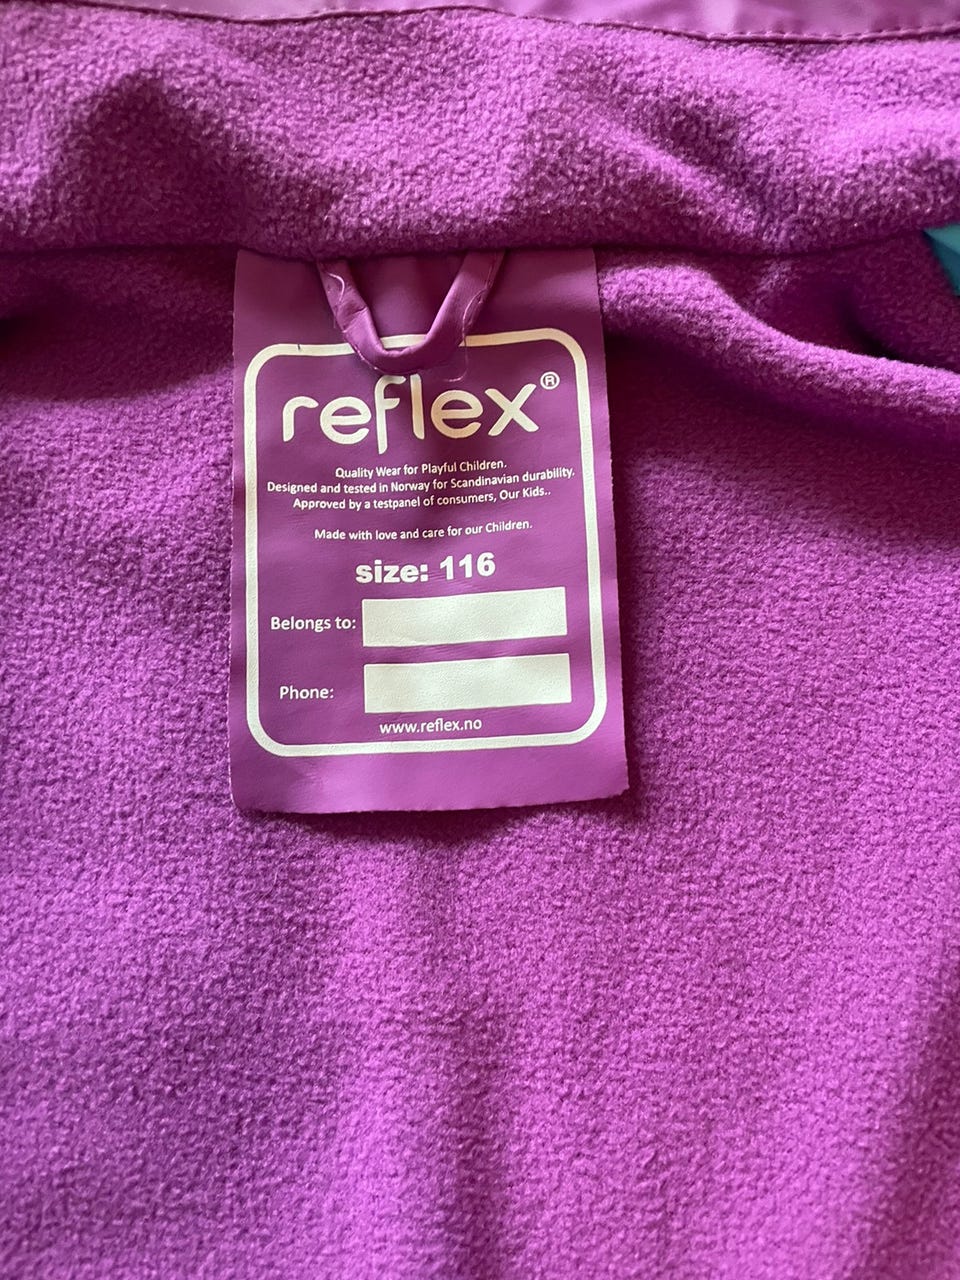 reflex®
Quality Wear for Playful Children.
Designed and tested in Norway for Scandinavian durability.
Approved by a testpanel of consumers, Our Kids..
Made with love and care for our Children.
size: 116
Belongs to:
Phone:
www.reflex.no